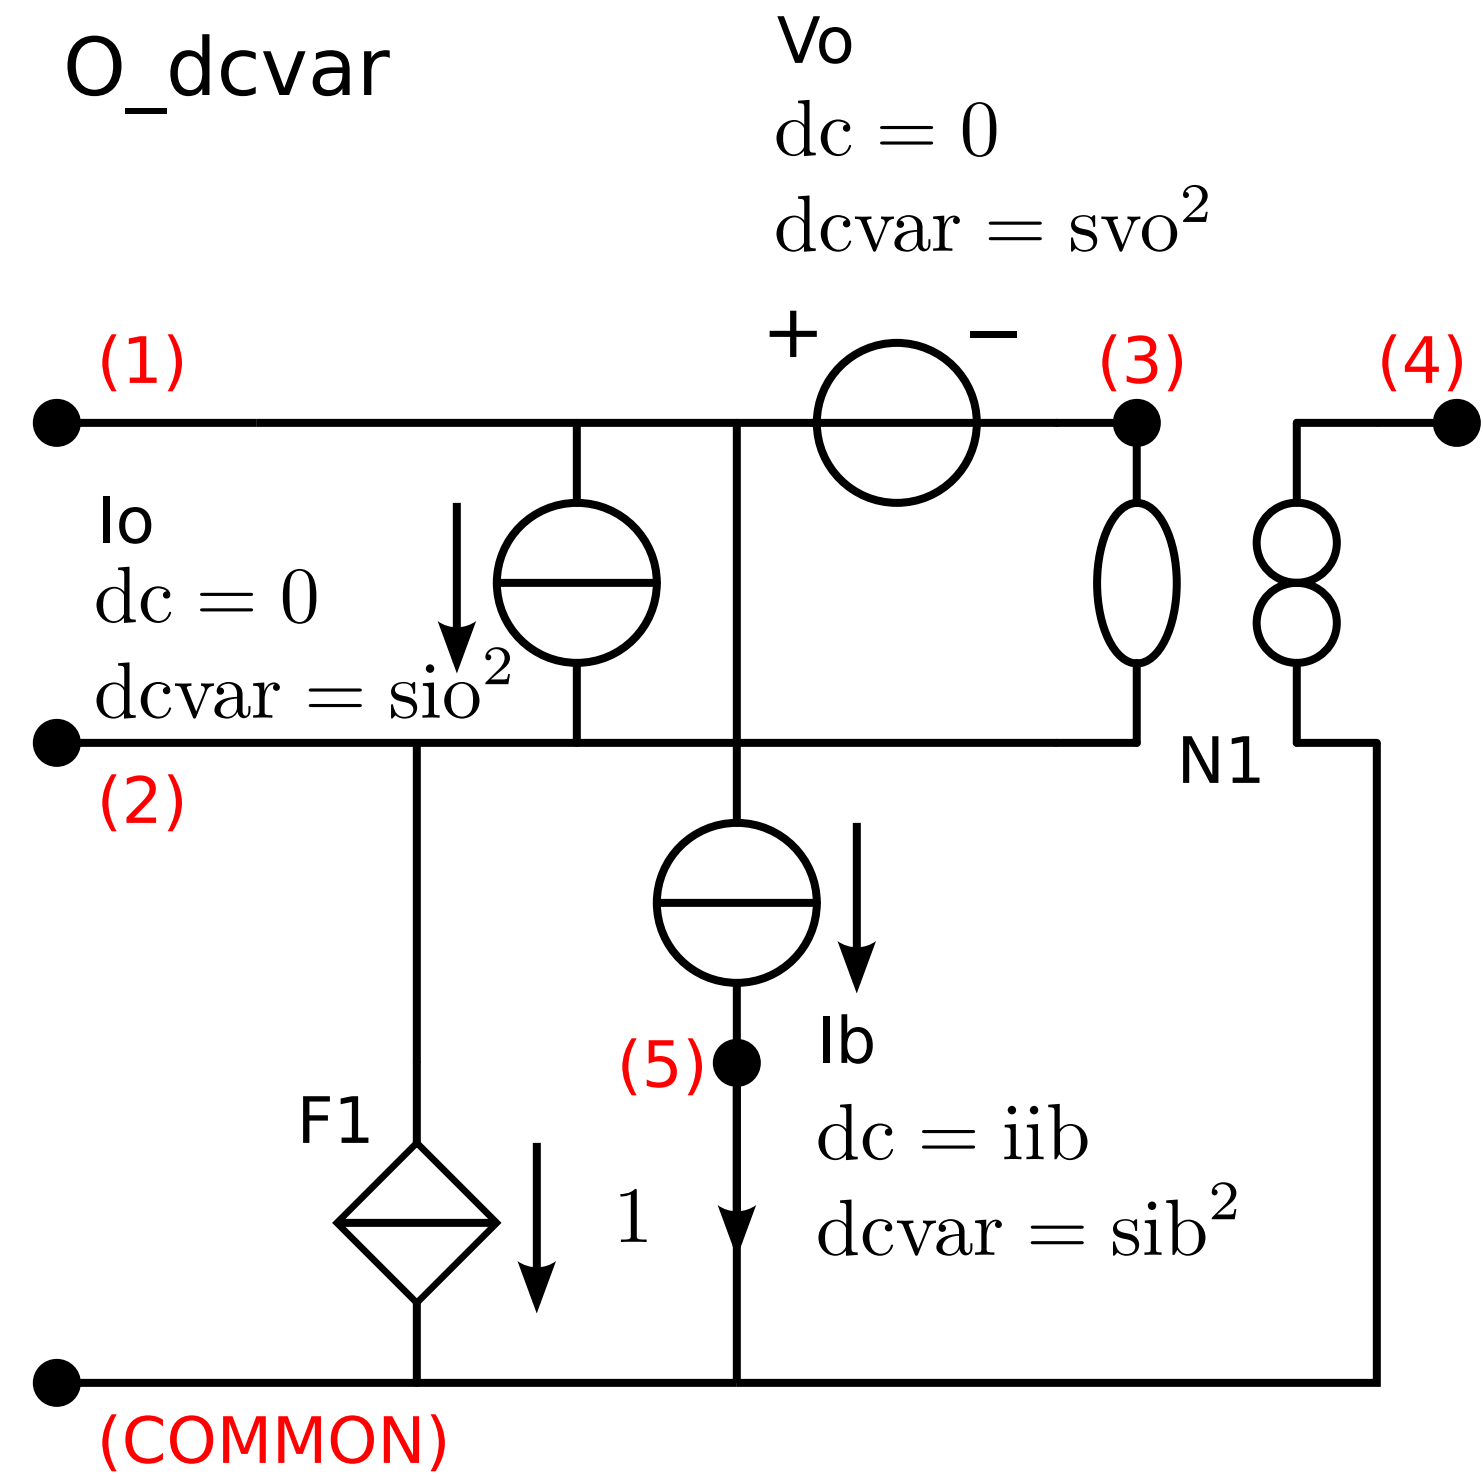 O_dcvar
Vo
dc = 0
dcvar = svo²
+ −
(1)
(3)
(4)
Io
dc = 0
dcvar = sio²
(2)
N1
(5)
Ib
dc = iib
dcvar = sib²
F1
1
(COMMON)